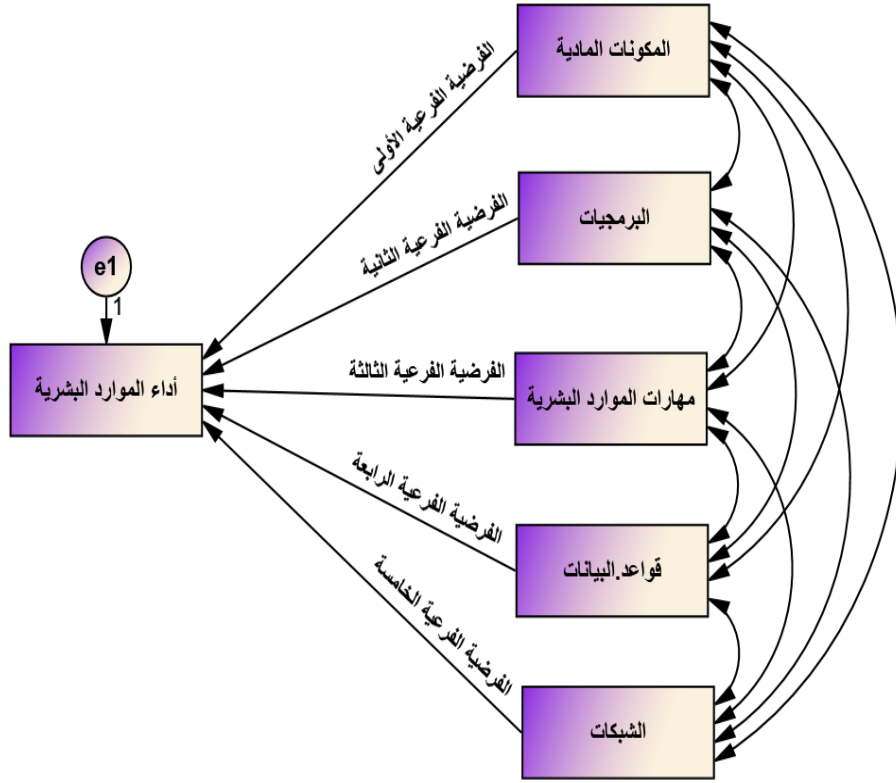 المكونات المادية
الفرضية الفرعية الأولى
البرمجيات
الفرضية الفرعية الثانية
e1
1
مهارات الموارد البشرية
الفرضية الفرعية الثالثة
أداء الموارد البشرية
قواعد.البيانات
الفرضية الفرعية الرابعة
الشبكات
الفرضية الفرعية الخامسة